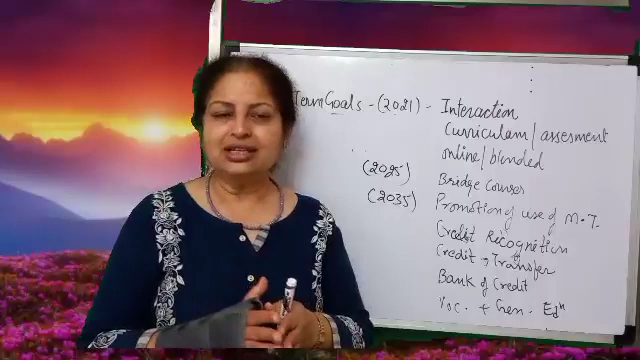 Term Goals - (2021) - Interaction
Curriculam/assesment
online/blended
(2025)
Bridge Courses
(2035) Promotion of use of M.T.
Credit Recognetion
Credit, Transfer
Bank of Credit
Voc. + Gen. Edn